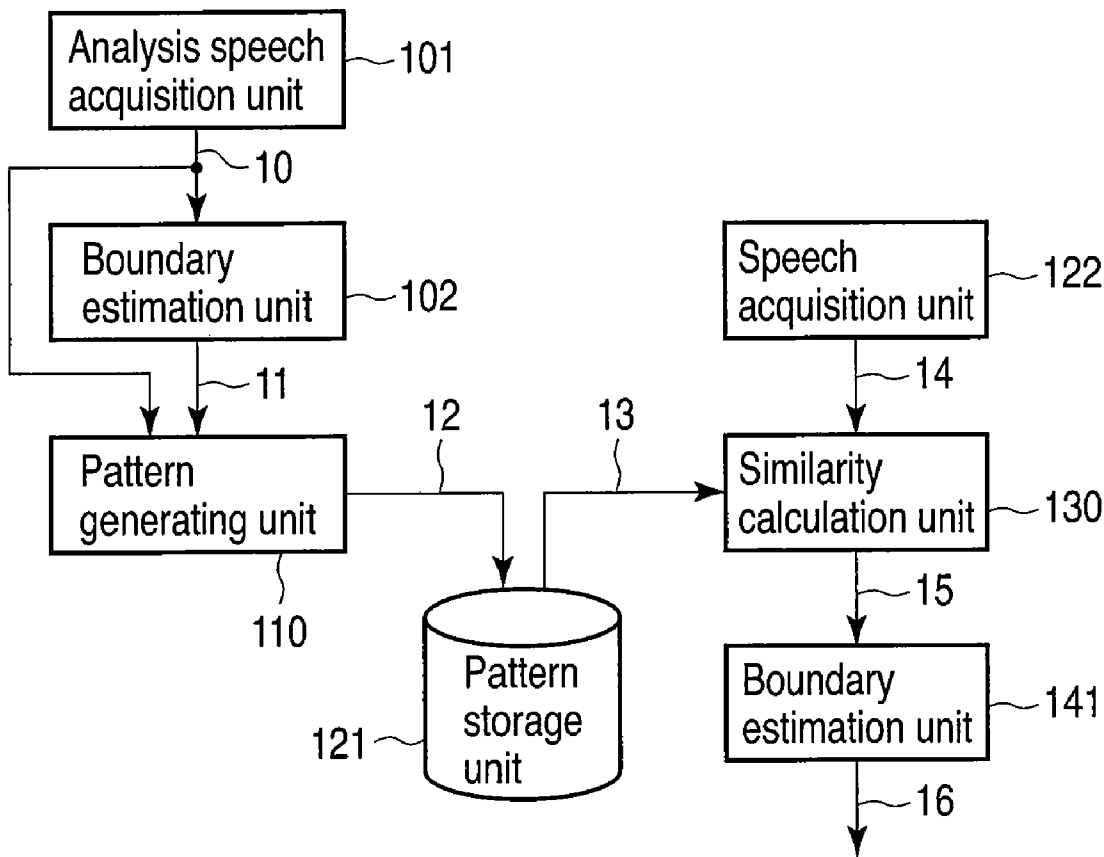 Analysis speech
acquisition unit
101
10
Boundary
estimation unit
102
11
Pattern
generating unit
110
12
Pattern
storage
unit
121
13
Speech
acquisition unit
122
14
Similarity
calculation unit
130
15
Boundary
estimation unit
141
16